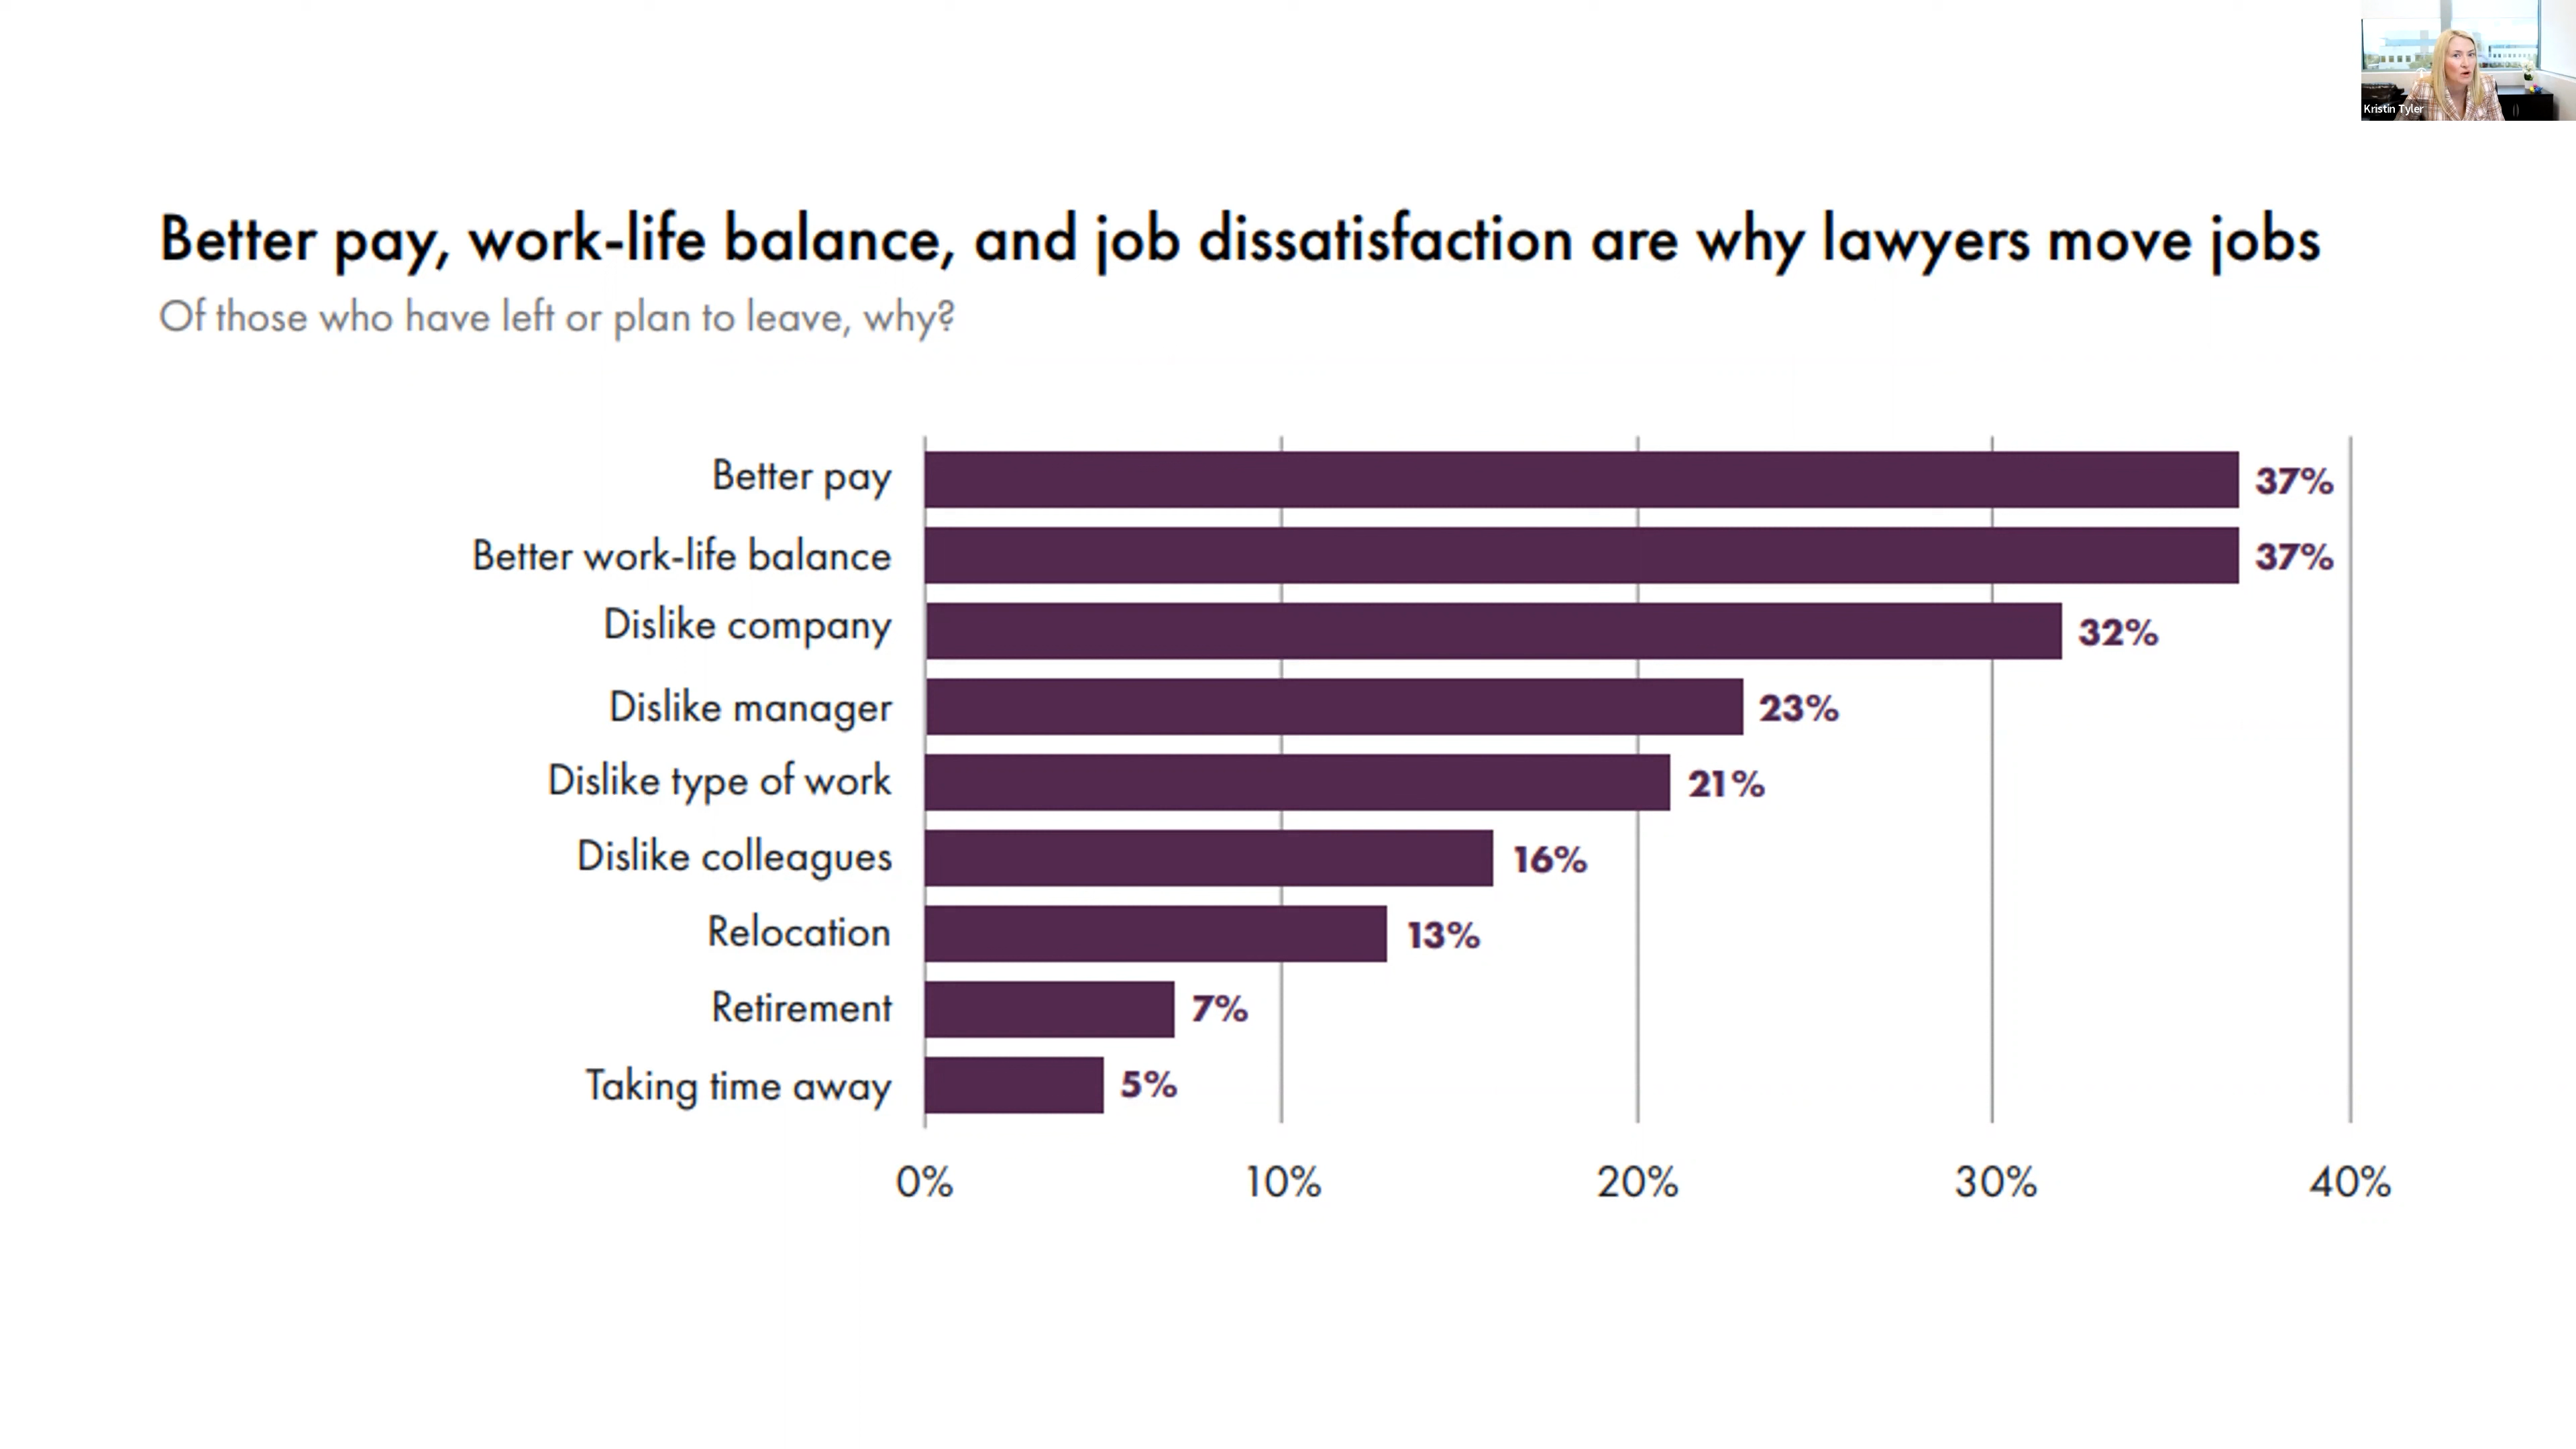 Kristin Tyler
Better pay, work-life balance, and job dissatisfaction are why lawyers move jobs
Of those who have left or plan to leave, why?
Better pay 37%
Better work-life balance 37%
Dislike company 32%
Dislike manager 23%
Dislike type of work 21%
Dislike colleagues 16%
Relocation 13%
Retirement 7%
Taking time away 5%
0% 10% 20% 30% 40%